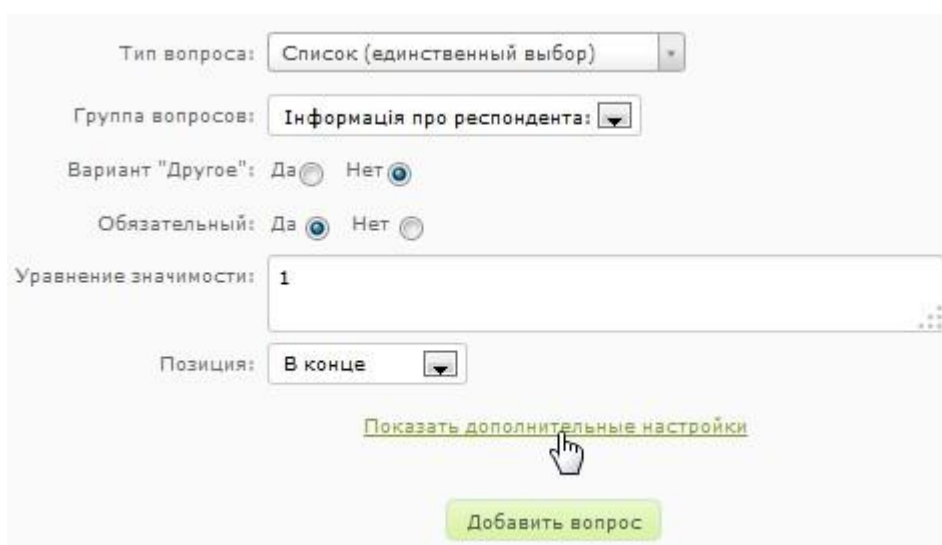 Тип вопроса: Список (единственный выбор)
Группа вопросов: Інформація про респондента:
Вариант "Другое": Да Нет
Обязательный: Да Нет
Уравнение значимости: 1
Позиция: В конце
Показать дополнительные настройки
Добавить вопрос